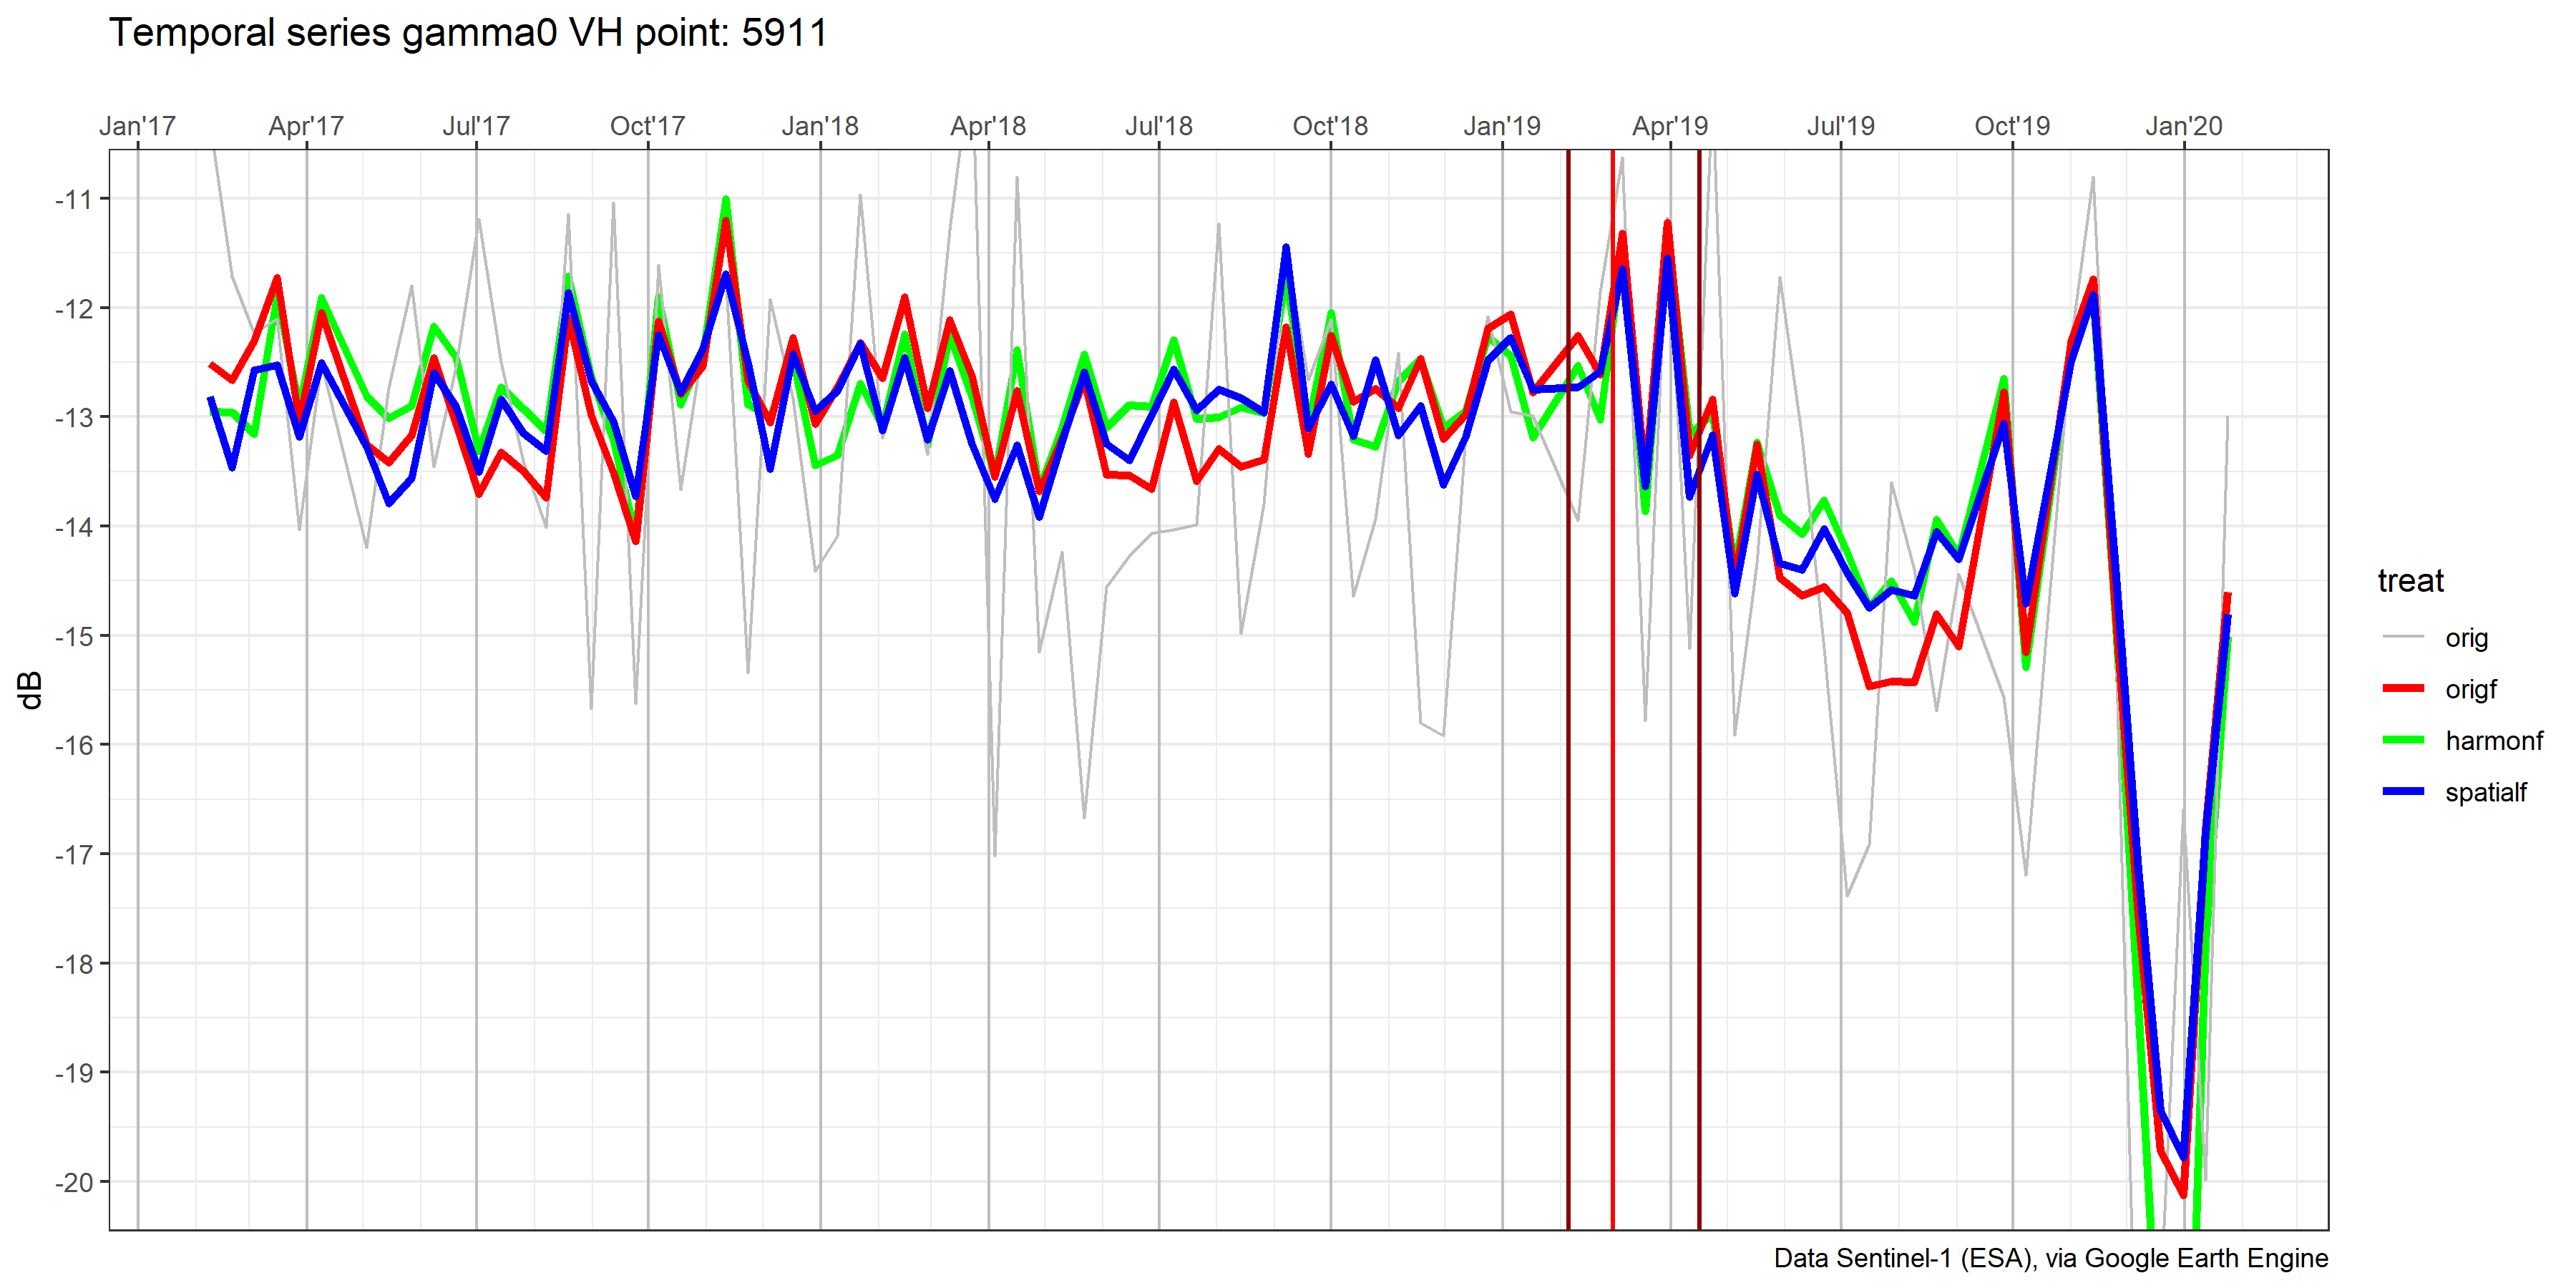 Temporal series gamma0 VH point: 5911
Jan'17 Apr'17 Jul'17 Oct'17 Jan'18 Apr'18 Jul'18 Oct'18 Jan'19 Apr'19 Jul'19 Oct'19 Jan'20
-11
-12
-13
-14
-15
-16
-17
-18
-19
-20
dB
treat
orig
origf
harmonf
spatialf
Data Sentinel-1 (ESA), via Google Earth Engine